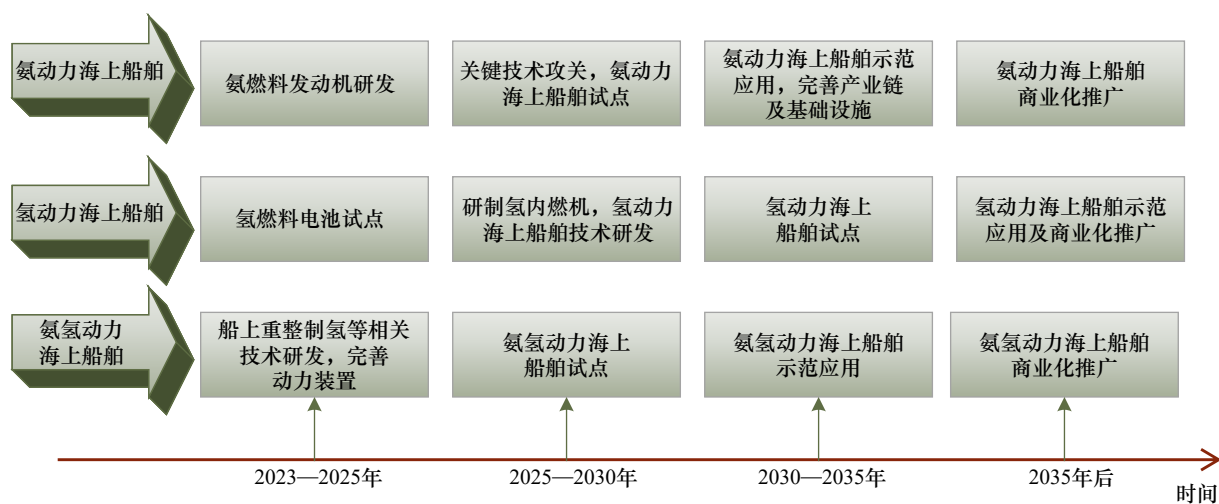 氨动力海上船舶
氨燃料发动机研发
关键技术攻关，氨动力
海上船舶试点
氨动力海上船舶示范
应用，完善产业链
及基础设施
氨动力海上船舶
商业化推广
氢动力海上船舶
氢燃料电池试点
研制氢内燃机，氢动力
海上船舶技术研发
氢动力海上
船舶试点
氢动力海上船舶示范
应用及商业化推广
氨氢动力
海上船舶
船上重整制氢等相关
技术研发，完善
动力装置
氨氢动力海上
船舶试点
氨氢动力海上船舶
示范应用
氨氢动力海上船舶
商业化推广
2023—2025年
2025—2030年
2030—2035年
2035年后
时间